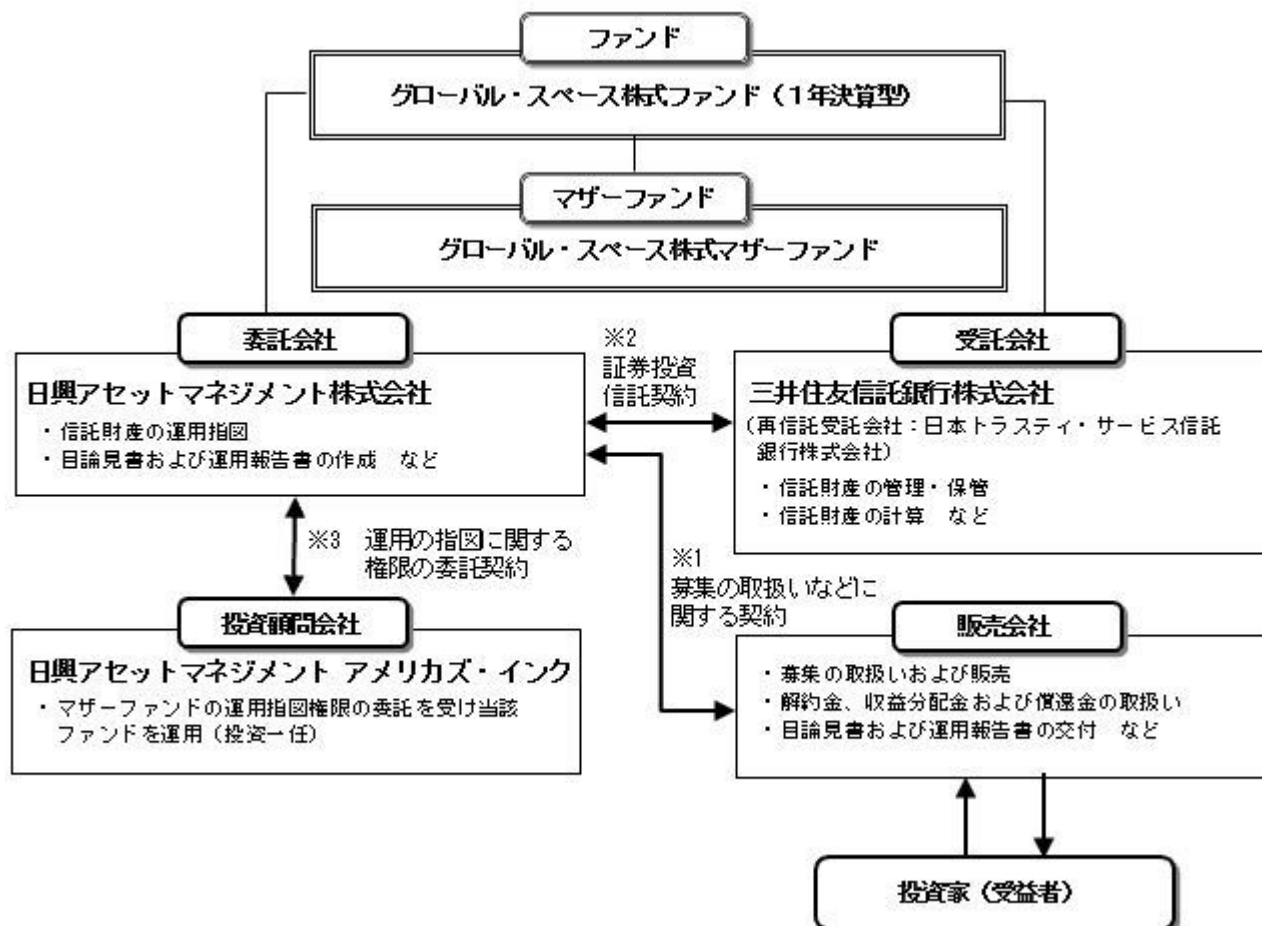 ファンド
グローバル・スペース株式ファンド（１年決算型）
マザーファンド
グローバル・スペース株式マザーファンド
委託会社
日興アセットマネジメント株式会社
・信託財産の運用指図
・目論見書および運用報告書の作成　など
※2
証券投資
信託契約
受託会社
三井住友信託銀行株式会社
（再信託受託会社：日本トラスティ・サービス信託
銀行株式会社）
・信託財産の管理・保管
・信託財産の計算　など
※3　運用の指図に関する
権限の委託契約
※1
募集の取扱いなどに
関する契約
投資顧問会社
日興アセットマネジメント アメリカズ・インク
・マザーファンドの運用指図権限の委託を受け当該
ファンドを運用（投資一任）
販売会社
・募集の取扱いおよび販売
・解約金、収益分配金および償還金の取扱い
・目論見書および運用報告書の交付　など
投資家（受益者）